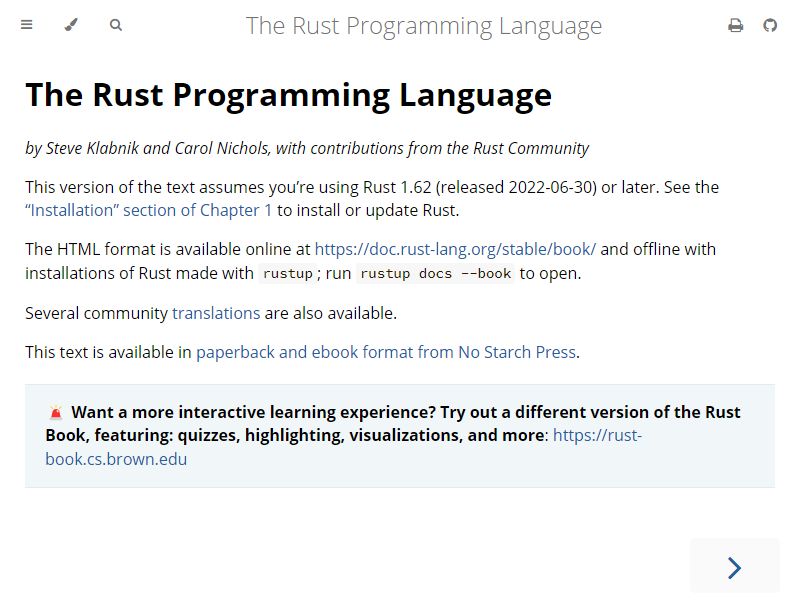 The Rust Programming Language
The Rust Programming Language
by Steve Klabnik and Carol Nichols, with contributions from the Rust Community
This version of the text assumes you’re using Rust 1.62 (released 2022-06-30) or later. See the
“Installation” section of Chapter 1 to install or update Rust.
The HTML format is available online at https://doc.rust-lang.org/stable/book/ and offline with
installations of Rust made with rustup; run rustup docs --book to open.
Several community translations are also available.
This text is available in paperback and ebook format from No Starch Press.
🚨 Want a more interactive learning experience? Try out a different version of the Rust
Book, featuring: quizzes, highlighting, visualizations, and more: https://rust-
book.cs.brown.edu